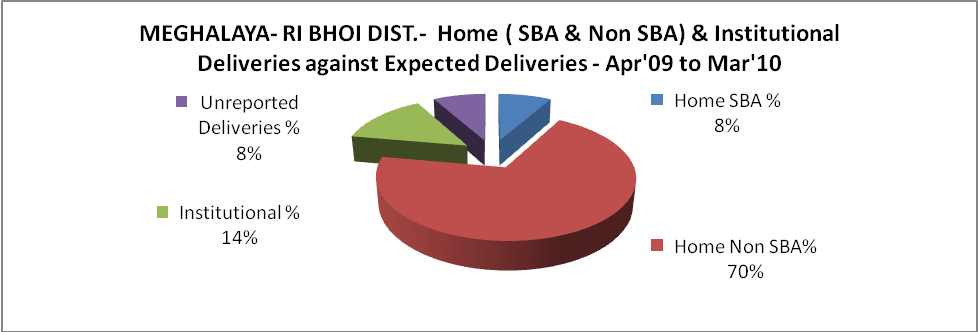 MEGHALAYA- RI BHOI DIST.- Home ( SBA & Non SBA) & Institutional
Deliveries against Expected Deliveries - Apr'09 to Mar'10
Unreported
Deliveries %
8%
Home SBA %
8%
Institutional %
14%
Home Non SBA%
70%